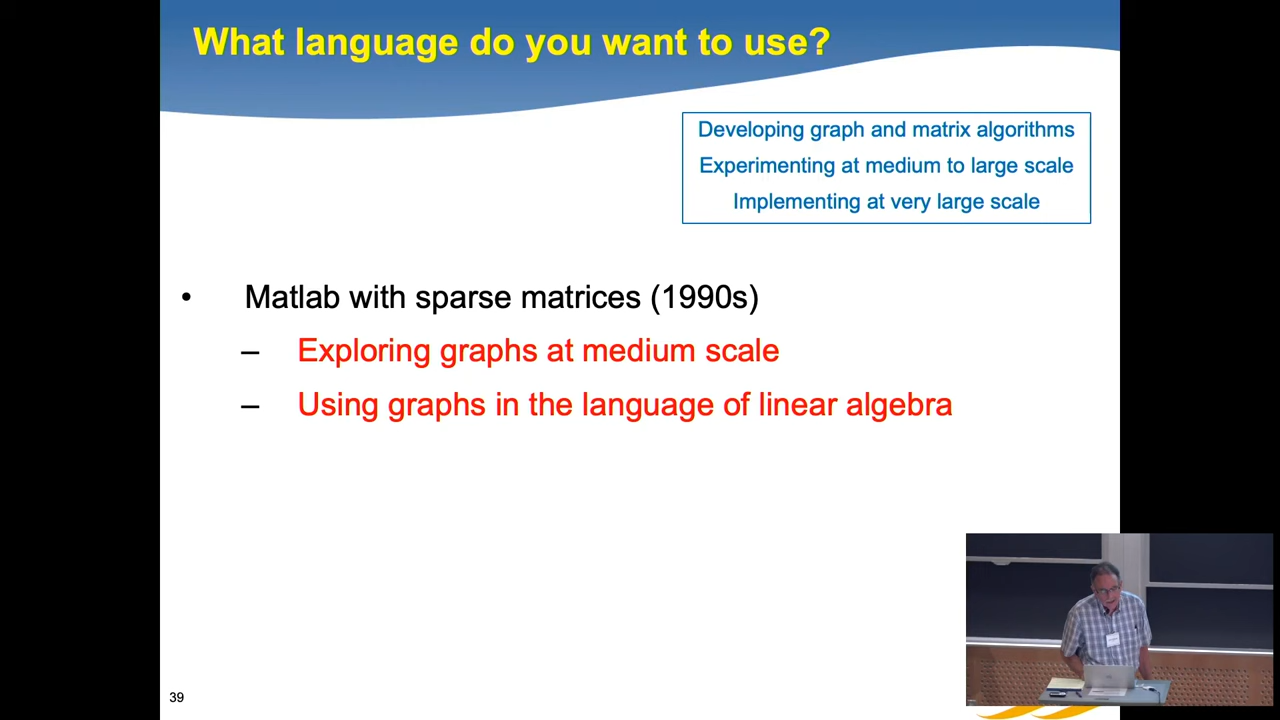 What language do you want to use?
Developing graph and matrix algorithms
Experimenting at medium to large scale
Implementing at very large scale
• Matlab with sparse matrices (1990s)
– Exploring graphs at medium scale
– Using graphs in the language of linear algebra
39